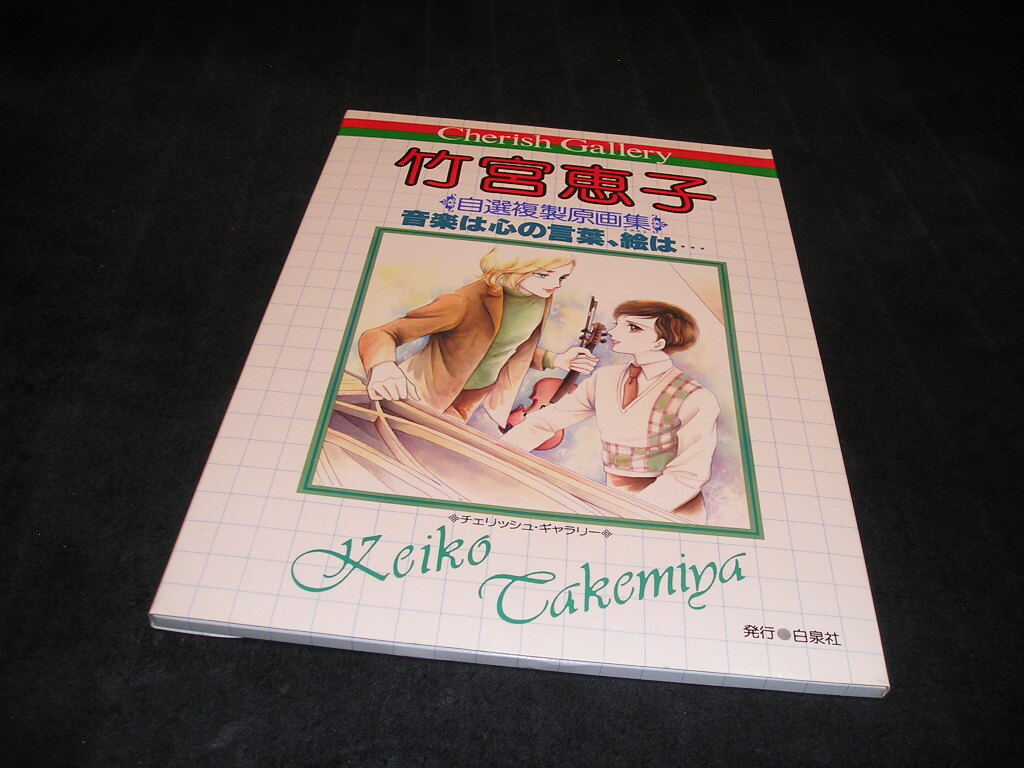 Cherish Gallery
竹宮恵子
自選複製原画集
音楽は心の言葉、絵は…
チェリッシュ・ギャラリー
Keiko
Takemiya
発行●白泉社